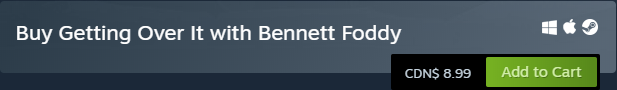 Buy Getting Over It with Bennett Foddy
CDN$ 8.99
Add to Cart